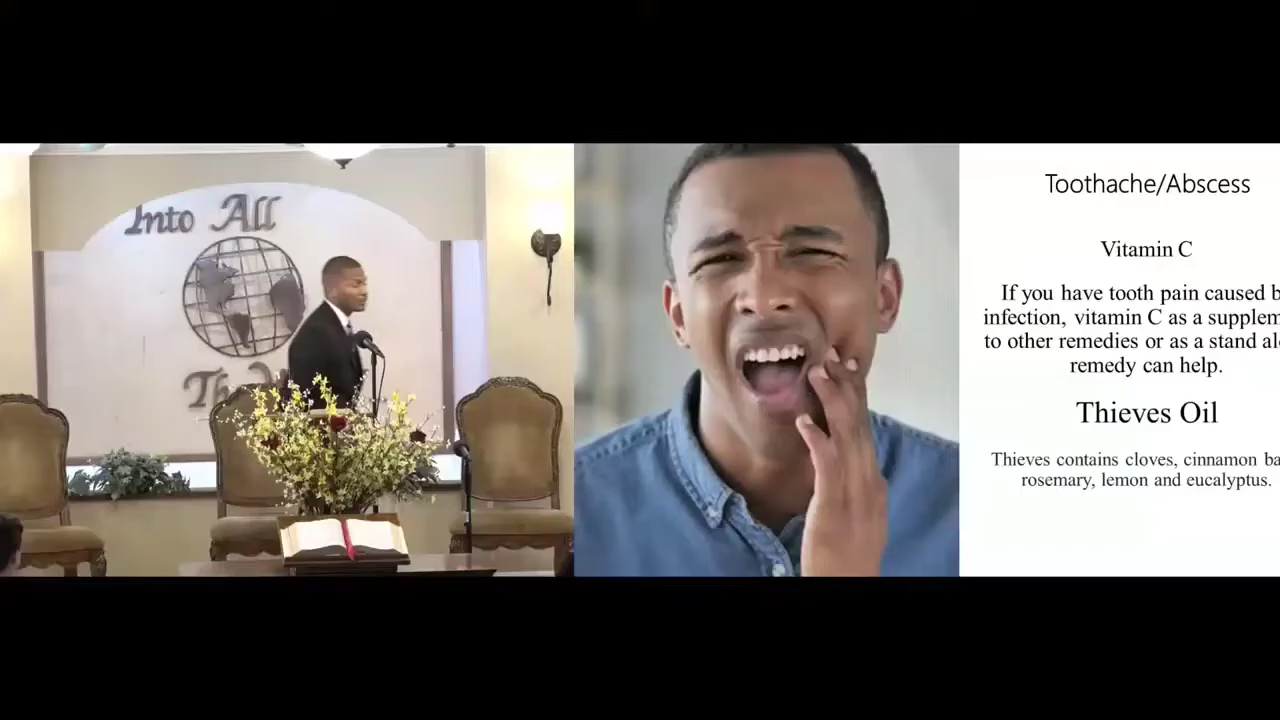 Into All
Toothache/Abscess
Vitamin C
If you have tooth pain caused
infection, vitamin C as a
to other remedies or as a stand
remedy can help.
Thieves Oil
Thieves contains cloves, cinnamon
rosemary, lemon and eucalyptus.